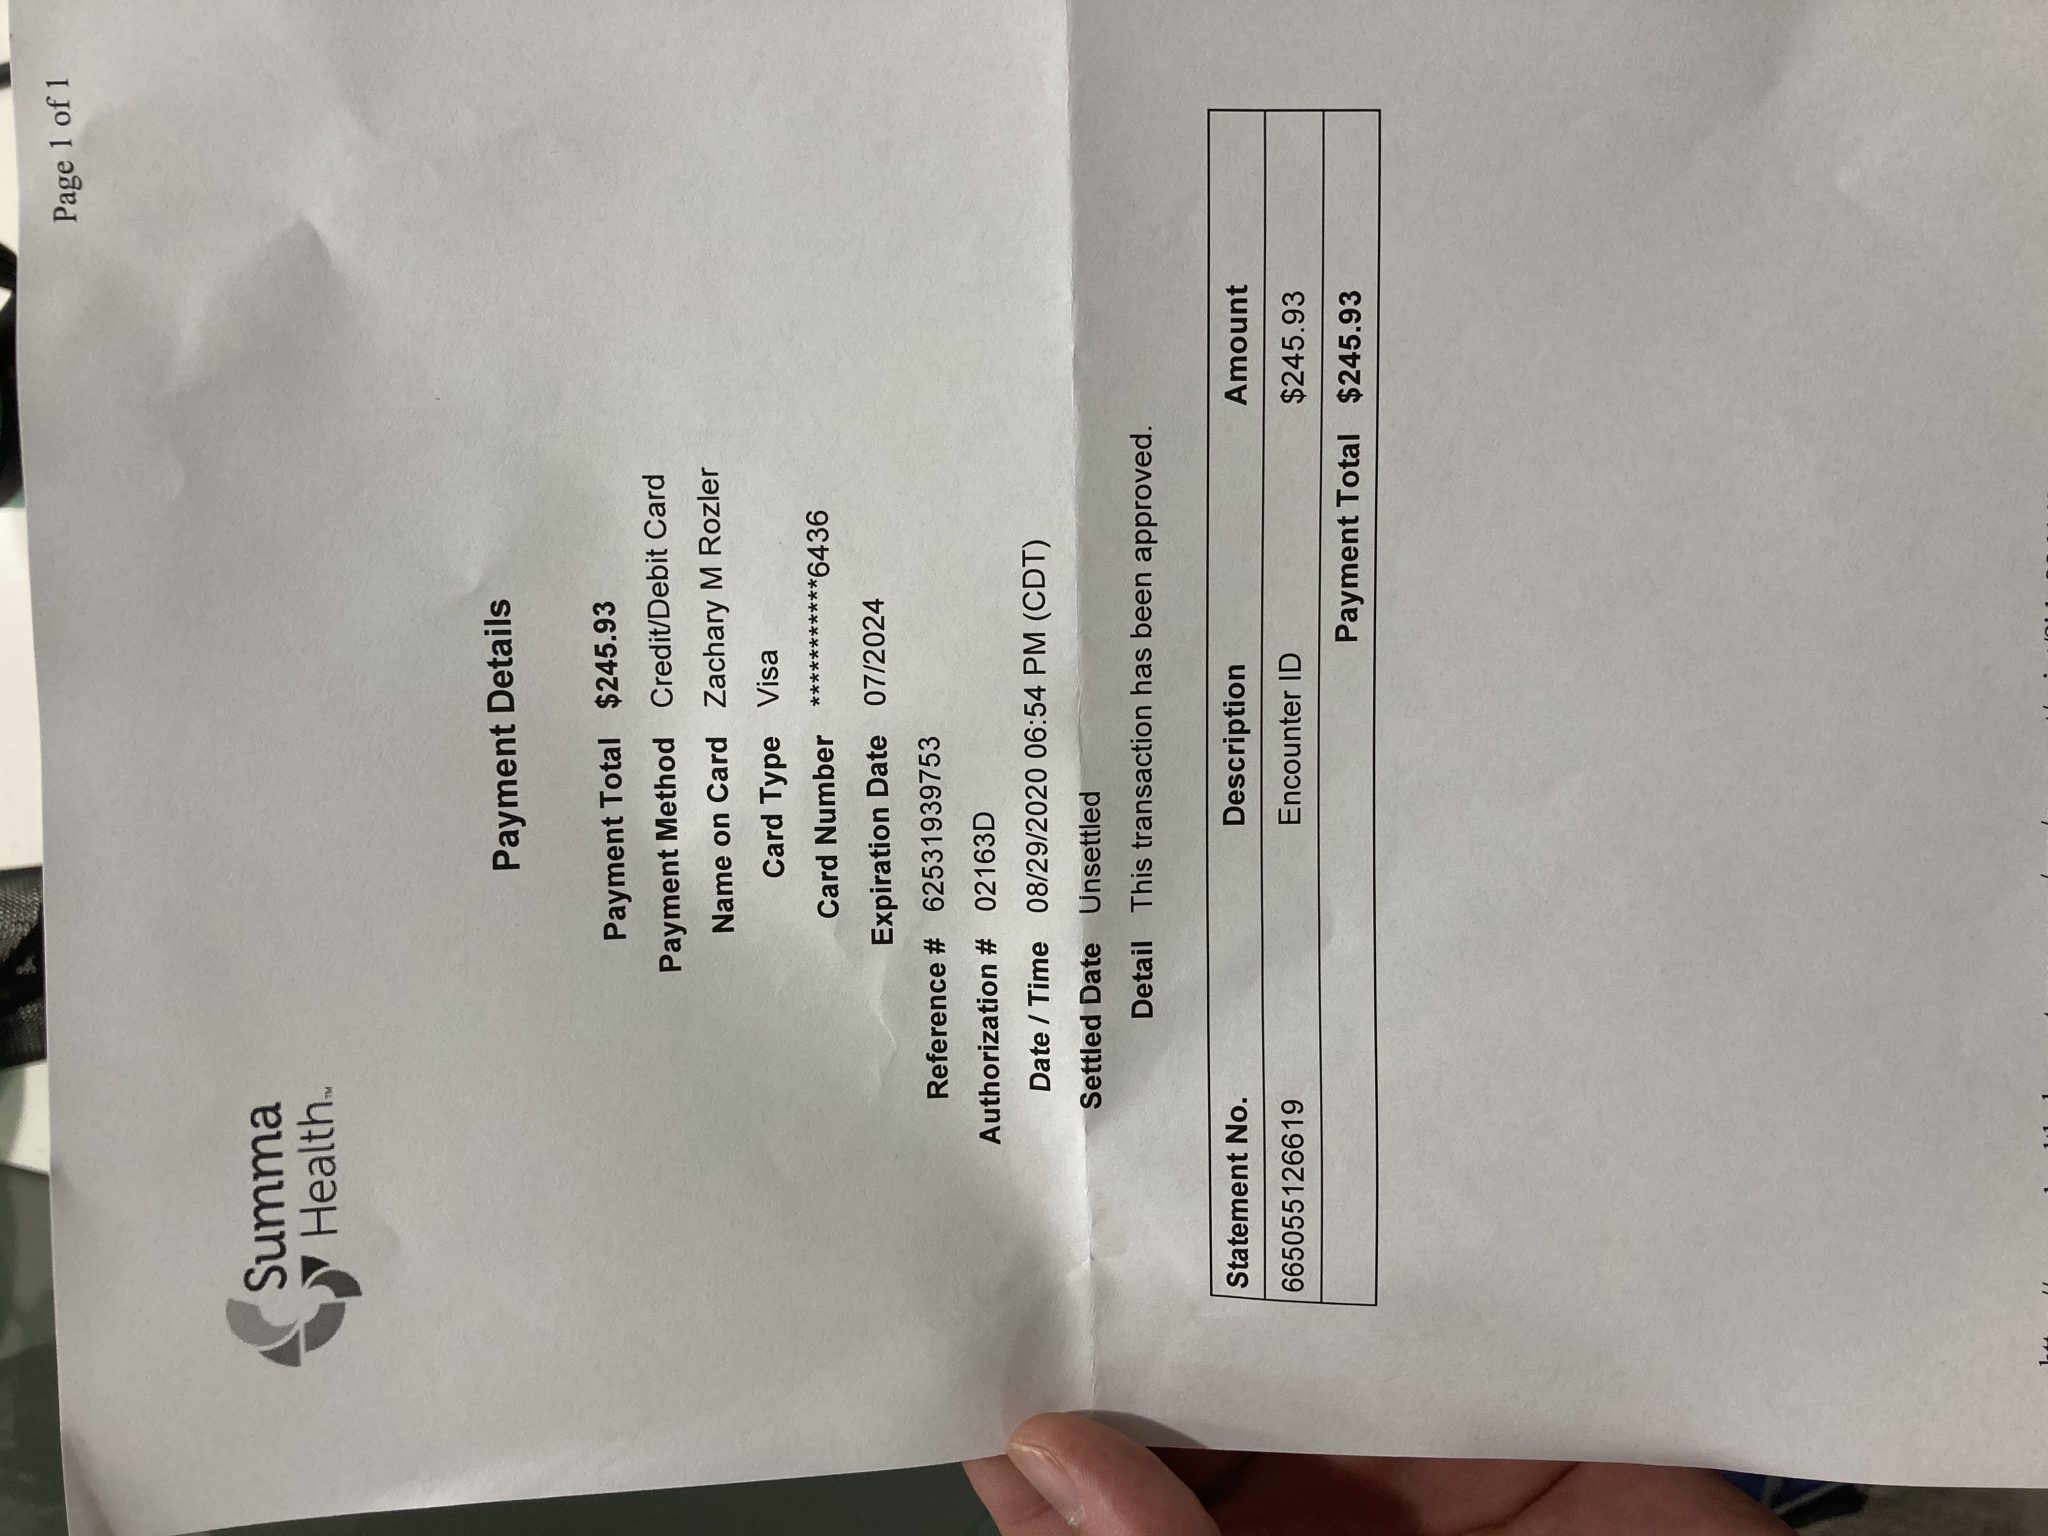 Page 1 of 1
Summa
Health™
Payment Details
Payment Total $245.93
Payment Method Credit/Debit Card
Name on Card Zachary M Rozler
Card Type Visa
Card Number ************6436
Expiration Date 07/2024
Reference # 62531939753
Authorization # 02163D
Date / Time 08/29/2020 06:54 PM (CDT)
Settled Date Unsettled
Detail This transaction has been approved.
Statement No. Description Amount
665055126619 Encounter ID $245.93
Payment Total $245.93